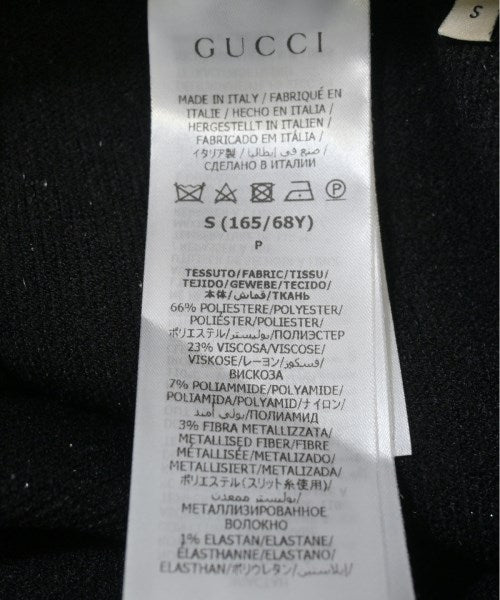 S
GUCCI
MADE IN ITALY / FABRIQUÉ EN
ITALIE / HECHO EN ITALIA /
HERGESTELLT IN ITALIEN /
FABRICADO EM ITÁLIA /
イタリア製 / صنع في إيطاليا /
СДЕЛАНО В ИТАЛИИ
P
S (165/68Y)
P
TESSUTO/FABRIC/TISSU/
TEJIDO/GEWEBE/TECIDO/
本体/قماش/ТКАНЬ
66% POLIESTERE/POLYESTER/
POLIÉSTER/POLIESTER/
ポリエステル/بوليستر/ПОЛИЭСТЕР
23% VISCOSA/VISCOSE/
VISKOSE/レーヨン/فسكوز/
ВИСКОЗА
7% POLIAMMIDE/POLYAMIDE/
POLIAMIDA/POLYAMID/ナイロン/
بولي أميد/ПОЛИАМИД
3% FIBRA METALLIZZATA/
METALLISED FIBER/FIBRE
MÉTALLISÉE/METALIZADO/
METALLISIERT/METALIZADA/
ポリエステル(スリット糸使用)/
بوليستر ممعدن/
МЕТАЛЛИЗИРОВАННОЕ
ВОЛОКНО
1% ELASTAN/ELASTANE/
ÉLASTHANNE/ELASTANO/
ELASTHAN/ポリウレタン/إيلاستين/